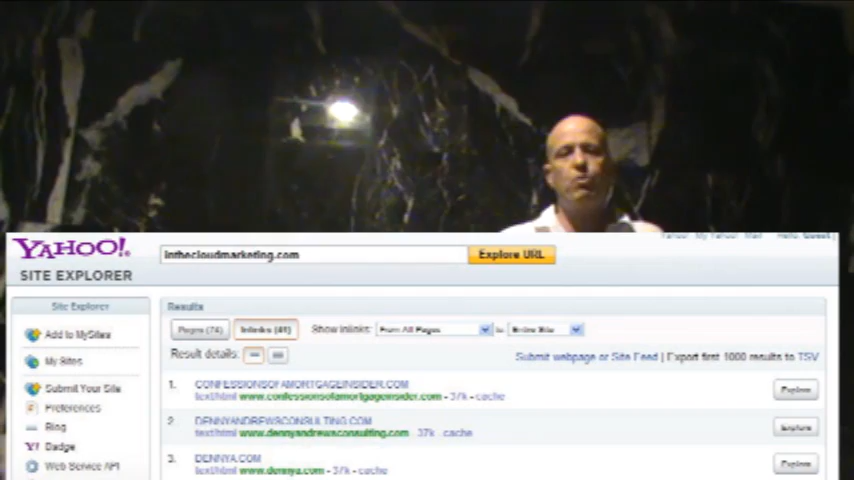 YAHOO!
SITE EXPLORER
inthecloudmarketing.com
Explore URL
Site Explorer
Add to MySites
My Sites
Submit Your Site
Preferences
Blog
Y! Badge
Web Service API
Results
Pages (74)
Inlinks (41)
Show Inlinks: From All Pages to Entire Site
Result details:
Submit webpage or Site Feed | Export first 1000 results to TSV
1. CONFESSIONSOFAMORTGAGEINSIDER.COM
text/html www.confessionsofamortgageinsider.com - 37k - cache
Explore
2. DENNYANDREWSCONSULTING.COM
text/html www.dennyandrewsconsulting.com 37k - cache
Explore
3. DENNYA.COM
text/html www.dennya.com - 37k - cache
Explore